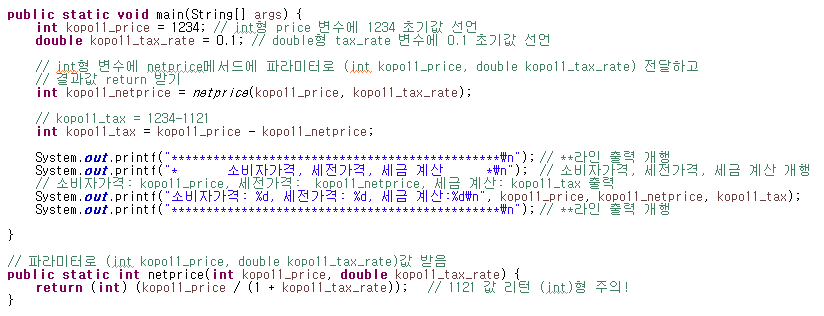 public static void main(String[] args) {
    int kopo11_price = 1234; // int형 price 변수에 1234 초기값 선언
    double kopo11_tax_rate = 0.1; // double형 tax_rate 변수에 0.1 초기값 선언

    // int형 변수에 netprice메서드에 파라미터로 (int kopo11_price, double kopo11_tax_rate) 전달하고
    // 결과값 return 받기
    int kopo11_netprice = netprice(kopo11_price, kopo11_tax_rate);

    // kopo11_tax = 1234-1121
    int kopo11_tax = kopo11_price - kopo11_netprice;

    System.out.printf("***********************************************₩n"); // **라인 출력 개행
    System.out.printf("*       소비자가격, 세전가격, 세금 계산      *₩n"); // 소비자가격, 세전가격, 세금 계산 개행
    // 소비자가격: kopo11_price, 세전가격:  kopo11_netprice, 세금 계산: kopo11_tax 출력
    System.out.printf("소비자가격: %d, 세전가격: %d, 세금 계산:%d₩n", kopo11_price, kopo11_netprice, kopo11_tax);
    System.out.printf("***********************************************₩n"); // **라인 출력 개행

}

// 파라미터로 (int kopo11_price, double kopo11_tax_rate)값 받음
public static int netprice(int kopo11_price, double kopo11_tax_rate) {
    return (int) (kopo11_price / (1 + kopo11_tax_rate));   // 1121 값 리턴 (int)형 주의!
}